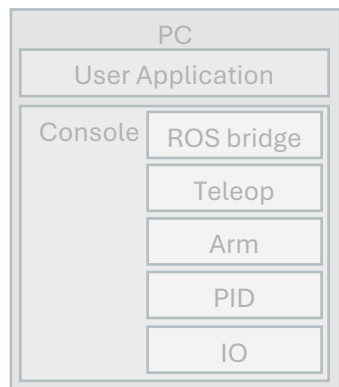 PC
User Application
Console
ROS bridge
Teleop
Arm
PID
IO